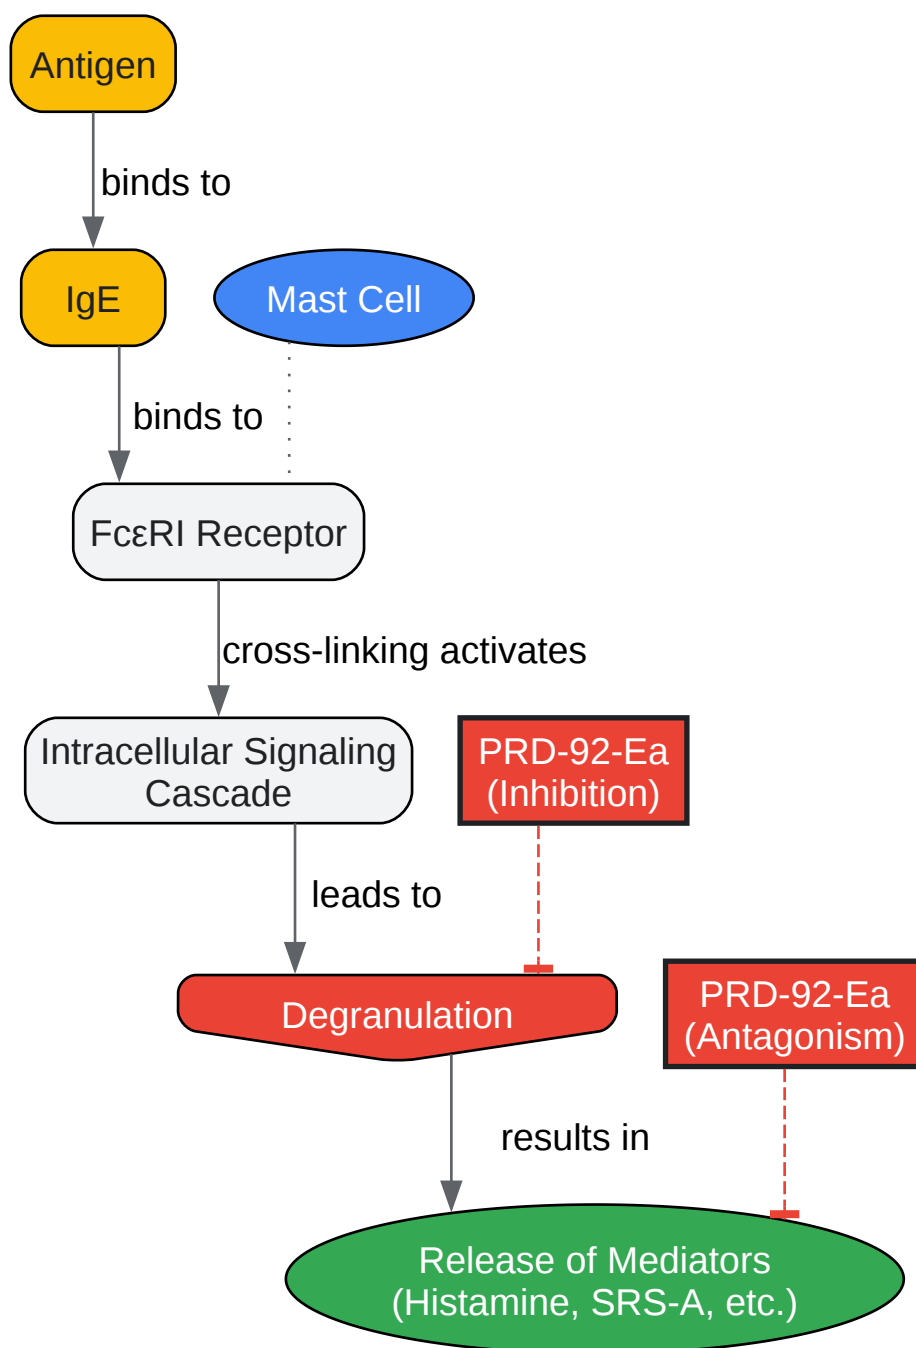 Antigen
binds to
IgE
Mast Cell
binds to
FcεRI Receptor
cross-linking activates
Intracellular Signaling
Cascade
PRD-92-Ea
(Inhibition)
leads to
Degranulation
PRD-92-Ea
(Antagonism)
results in
Release of Mediators
(Histamine, SRS-A, etc.)